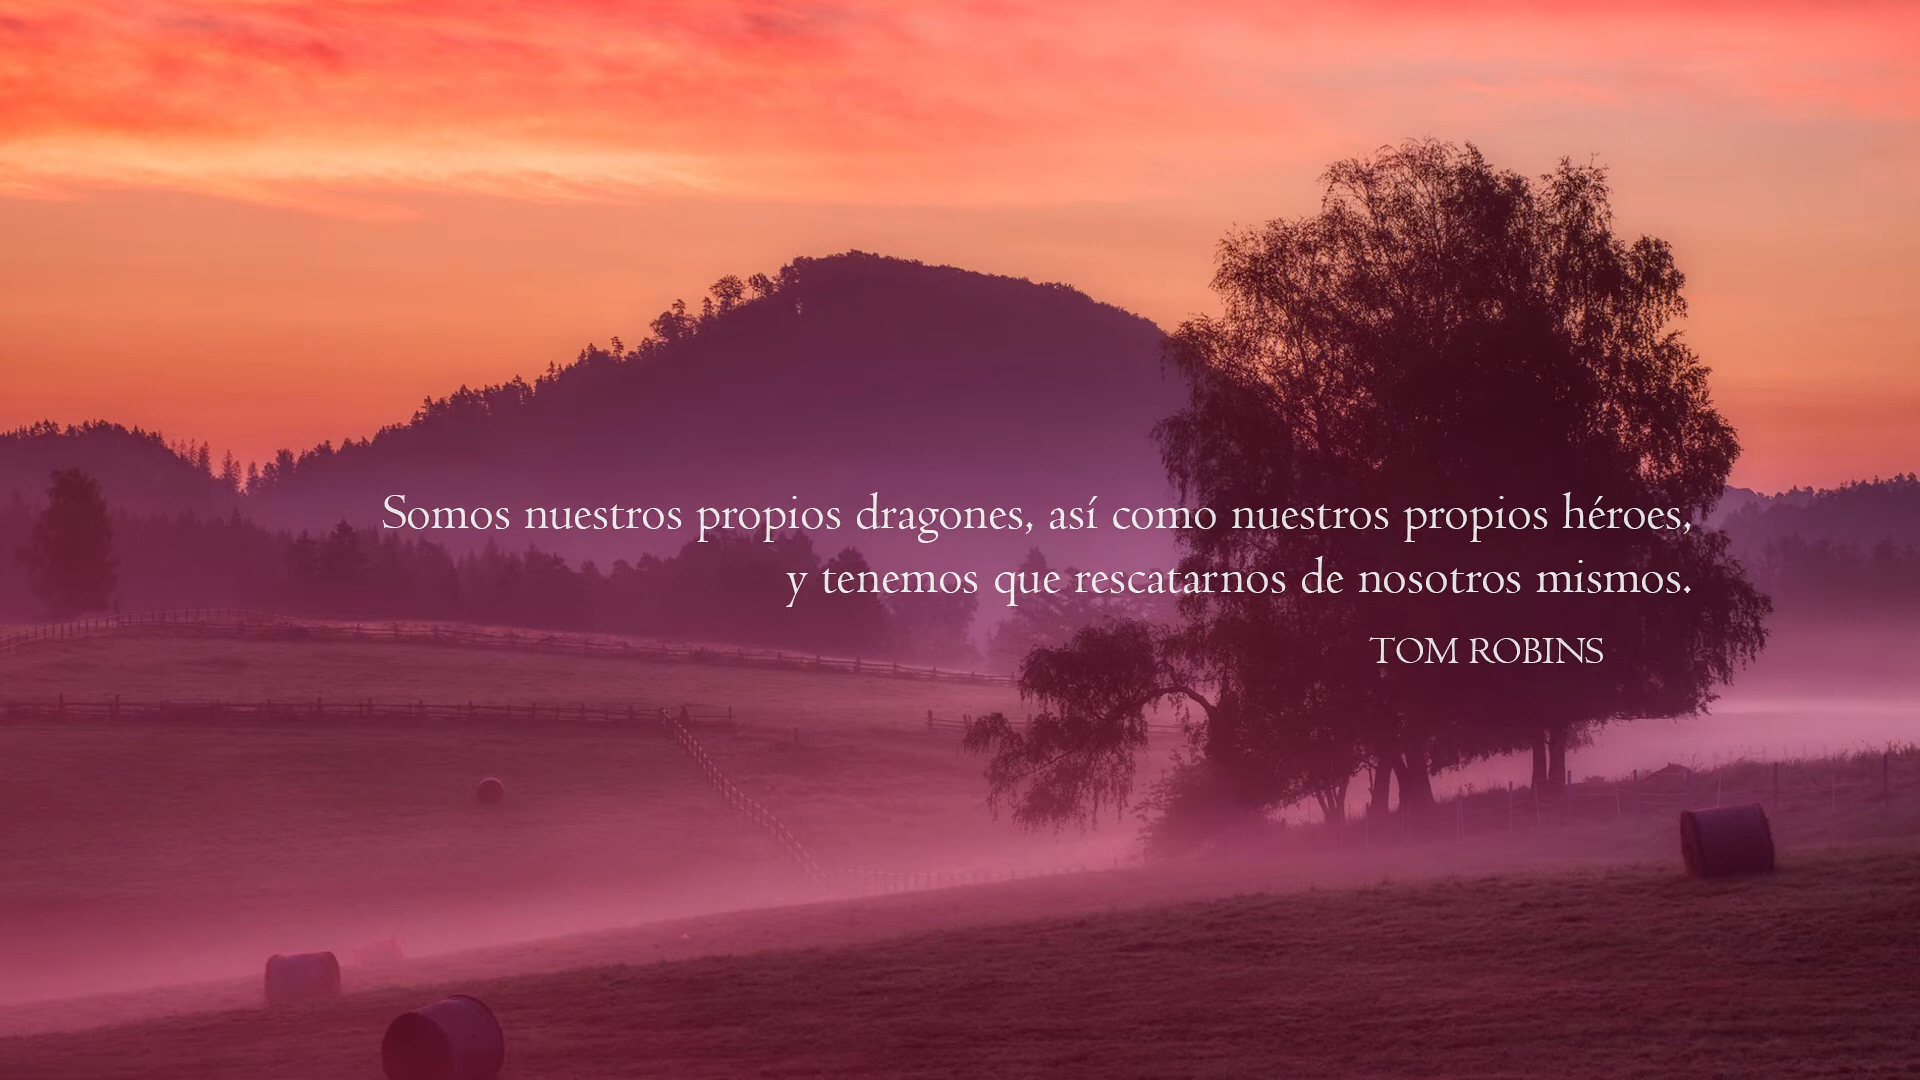 Somos nuestros propios dragones, así como nuestros propios héroes,
y tenemos que rescatarnos de nosotros mismos.
TOM ROBINS